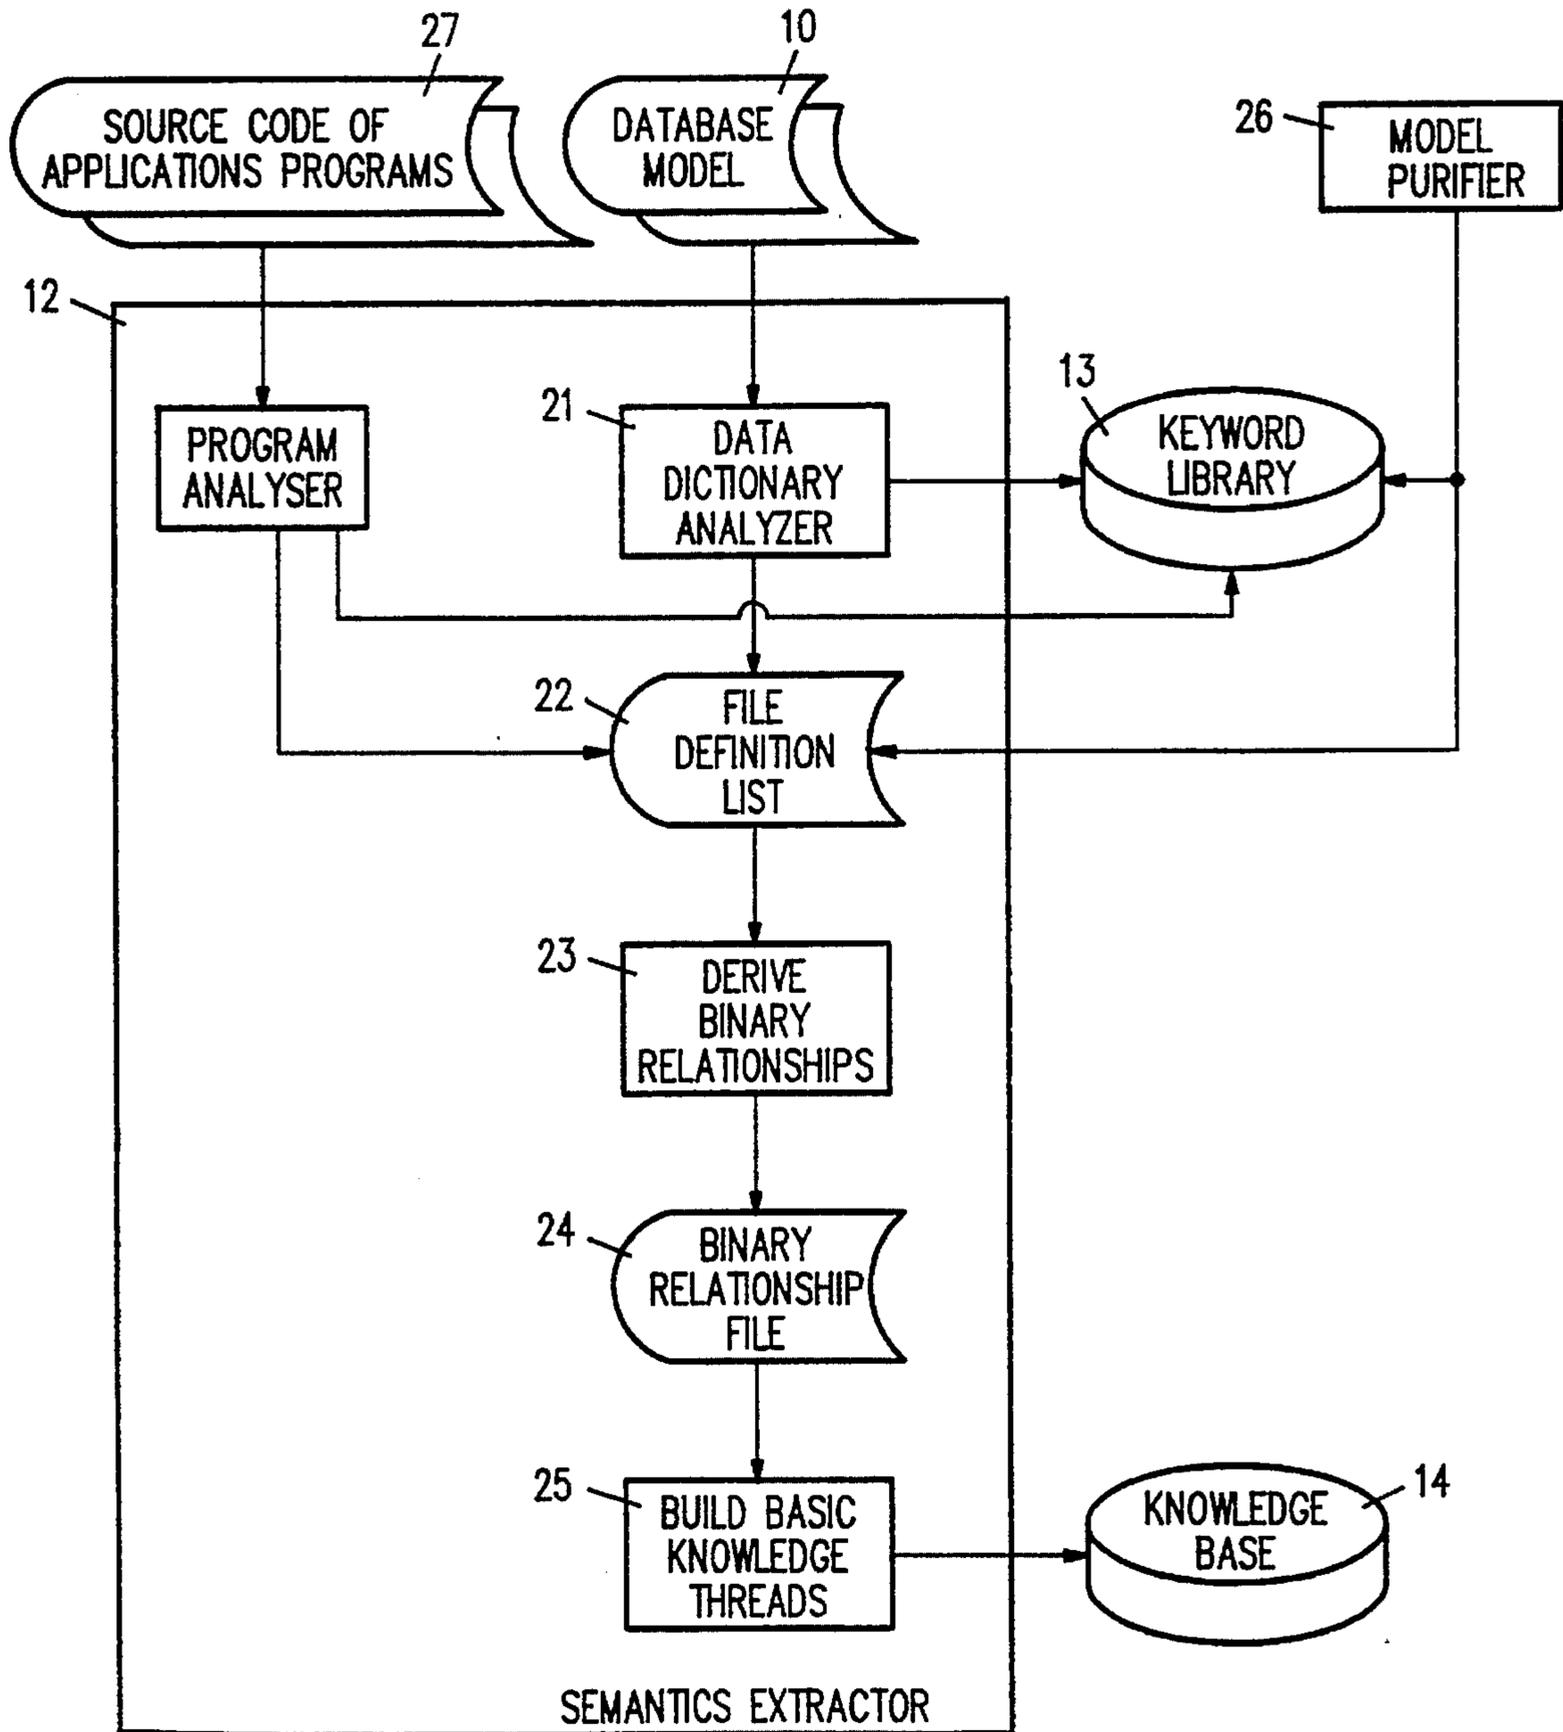 27
10
SOURCE CODE OF
APPLICATIONS PROGRAMS
DATABASE
MODEL
26
MODEL
PURIFIER
12
13
21
PROGRAM
ANALYSER
DATA
DICTIONARY
ANALYZER
KEYWORD
LIBRARY
22
FILE
DEFINITION
LIST
23
DERIVE
BINARY
RELATIONSHIPS
24
BINARY
RELATIONSHIP
FILE
25
BUILD BASIC
KNOWLEDGE
THREADS
14
KNOWLEDGE
BASE
SEMANTICS EXTRACTOR